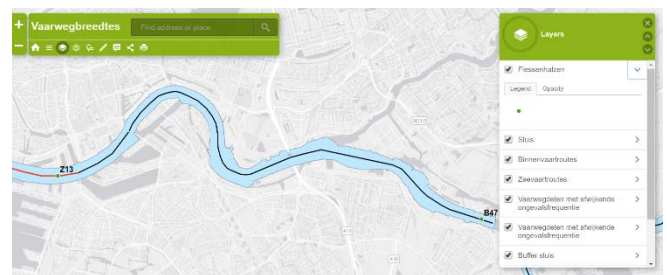 Vaarwegbreedtes
Find address or place
Layers
Flessenhalzen
Legend Opacity
Sluis
Binnenvaartroutes
Zeevaartroutes
Vaarwegdelen met afwijkende
ongevalsfrequentie
Vaarwegdelen met afwijkende
ongevalsfrequentie
Buffer sluis
Z13
B47